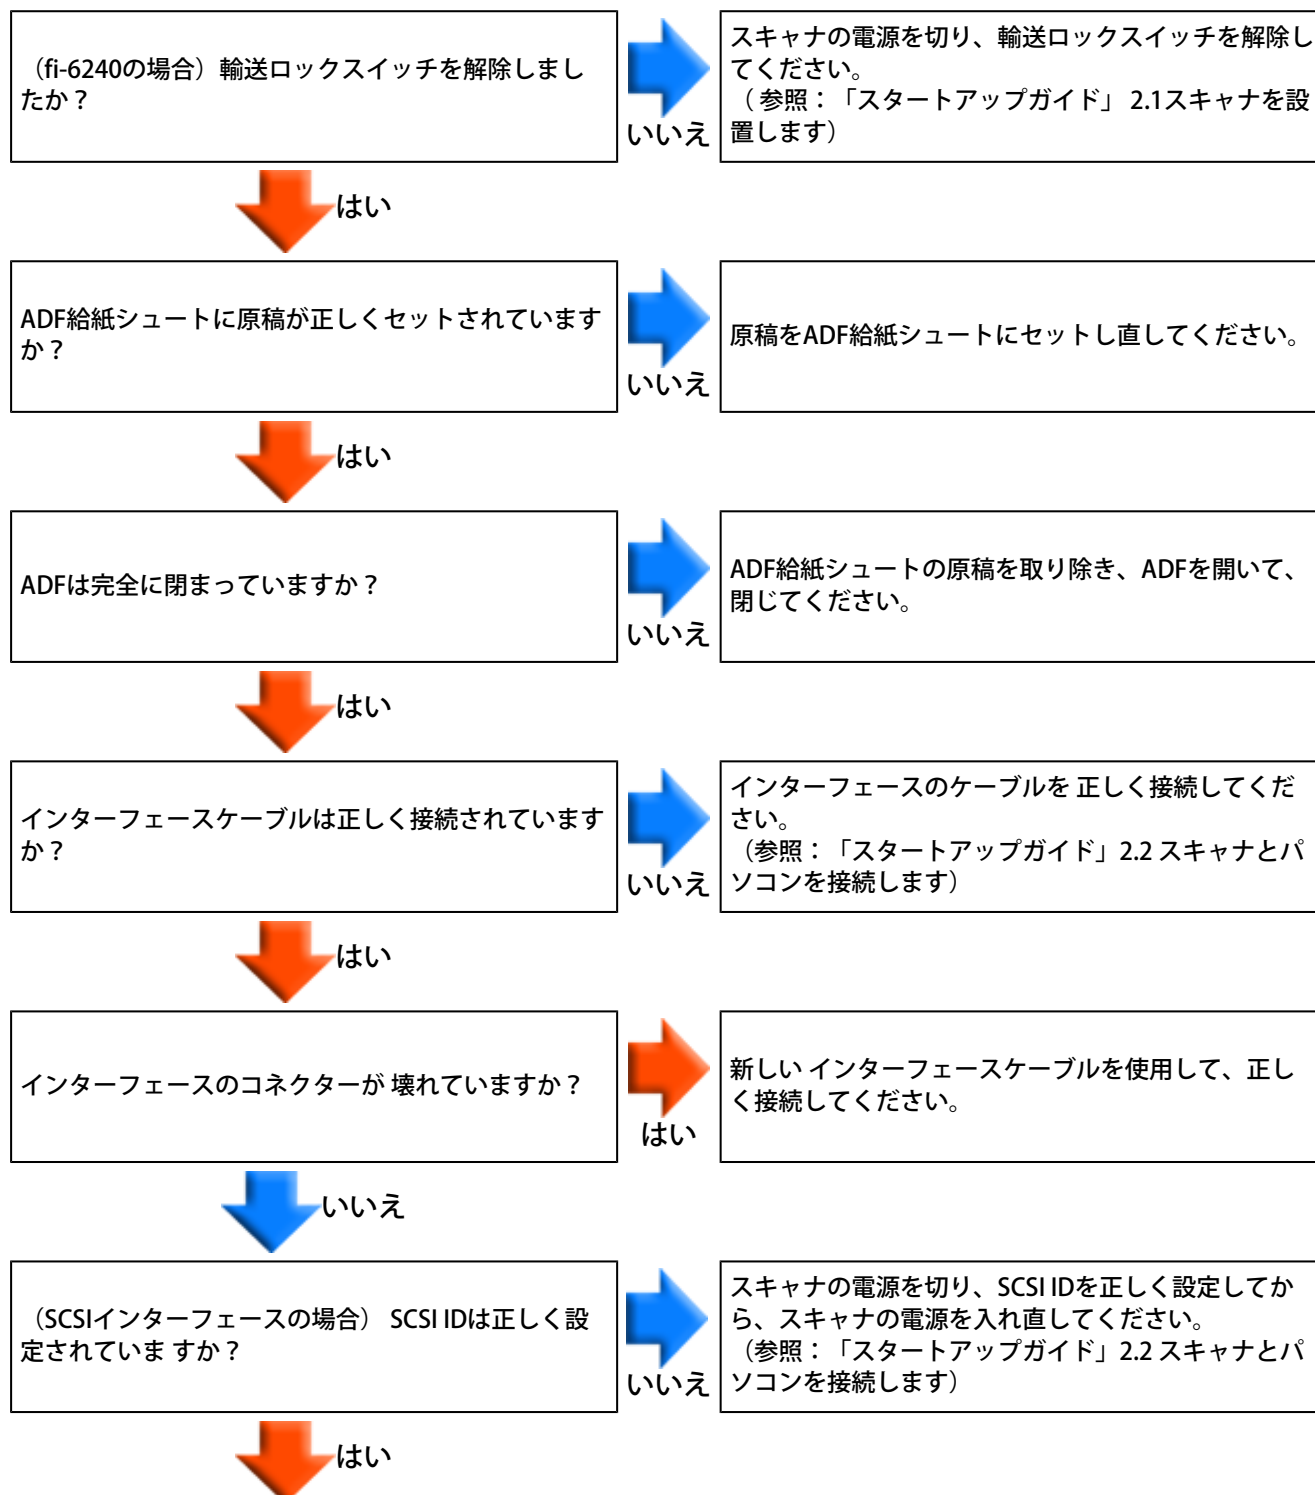 （fi-6240の場合）輸送ロックスイッチを解除しまし
たか？
いいえ
スキャナの電源を切り、輸送ロックスイッチを解除し
てください。
（ 参照：「スタートアップガイド」 2.1スキャナを設
置します）
はい
ADF給紙シュートに原稿が正しくセットされています
か？
いいえ
原稿をADF給紙シュートにセットし直してください。
はい
ADFは完全に閉まっていますか？
いいえ
ADF給紙シュートの原稿を取り除き、ADFを開いて、
閉じてください。
はい
インターフェースケーブルは正しく接続されています
か？
いいえ
インターフェースのケーブルを 正しく接続してくだ
さい。
（参照：「スタートアップガイド」2.2 スキャナとパ
ソコンを接続します）
はい
インターフェースのコネクターが 壊れていますか？
はい
新しい インターフェースケーブルを使用して、正し
く接続してください。
いいえ
（SCSIインターフェースの場合） SCSI IDは正しく設
定されていま すか？
いいえ
スキャナの電源を切り、SCSI IDを正しく設定してか
ら、スキャナの電源を入れ直してください。
（参照：「スタートアップガイド」2.2 スキャナとパ
ソコンを接続します）
はい